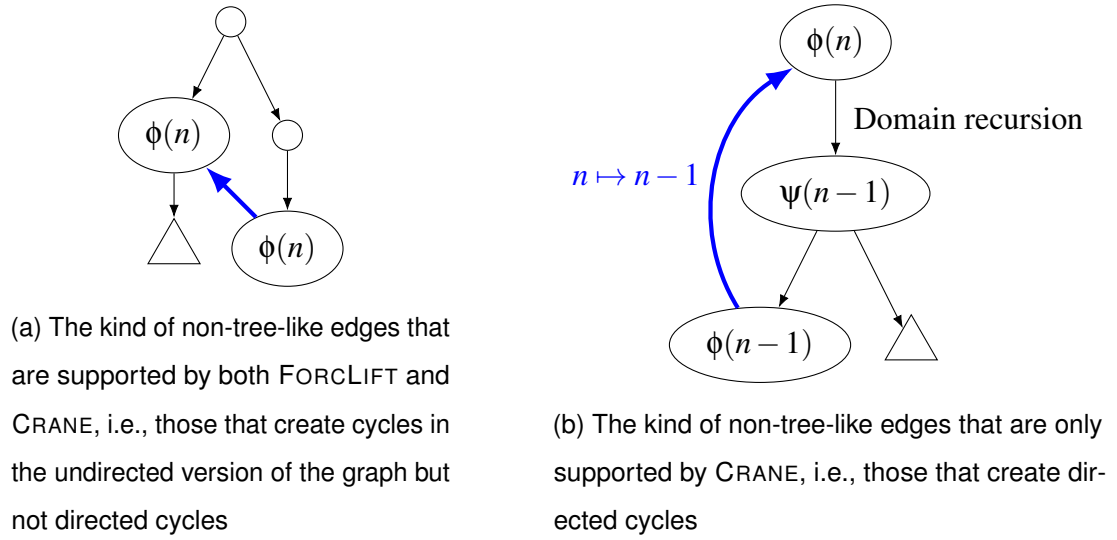 ϕ(n)
ϕ(n)
(a) The kind of non-tree-like edges that
are supported by both FORCLIFT and
CRANE, i.e., those that create cycles in
the undirected version of the graph but
not directed cycles
ϕ(n)
Domain recursion
n ↦ n − 1
ψ(n − 1)
ϕ(n − 1)
(b) The kind of non-tree-like edges that are only
supported by CRANE, i.e., those that create dir-
ected cycles